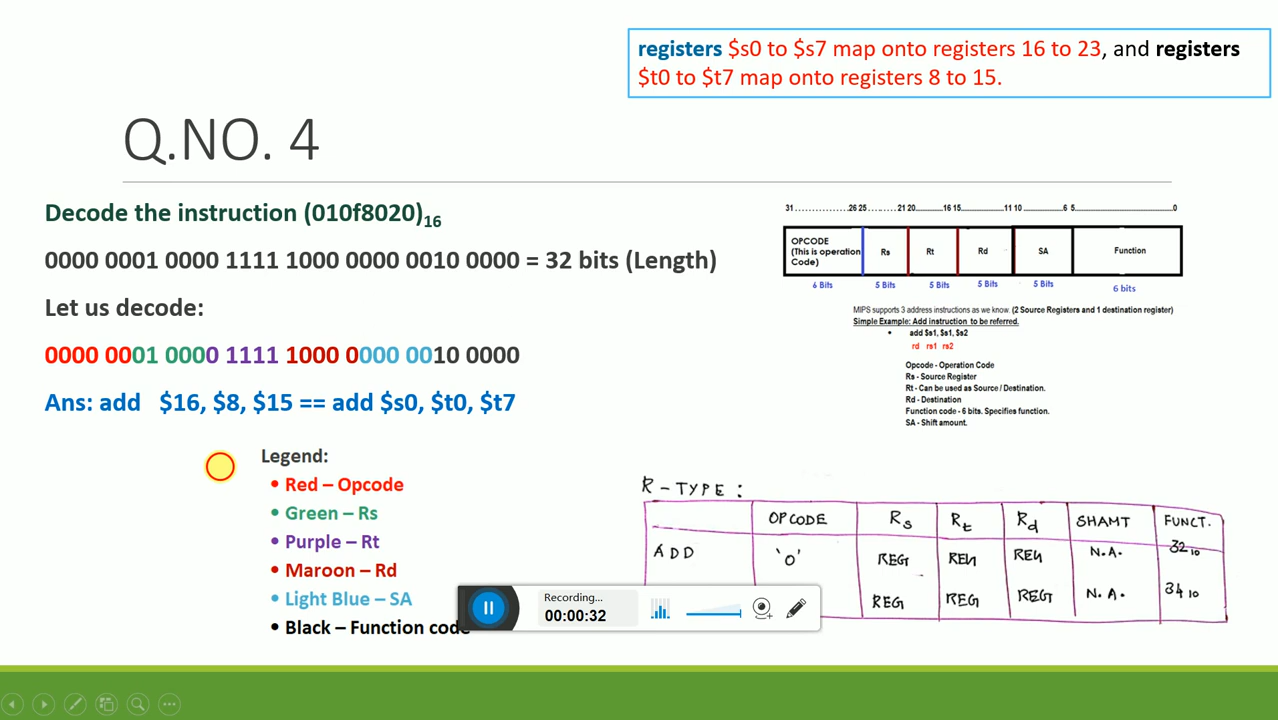 registers $s0 to $s7 map onto registers 16 to 23, and registers
$t0 to $t7 map onto registers 8 to 15.
Q.NO. 4
Decode the instruction (010f8020)16
0000 0001 0000 1111 1000 0000 0010 0000 = 32 bits (Length)
Let us decode:
0000 0001 0000 1111 1000 0000 0010 0000
Ans: add $16, $8, $15 == add $s0, $t0, $t7
Legend:
• Red – Opcode
• Green – Rs
• Purple – Rt
• Maroon – Rd
• Light Blue – SA
• Black – Function code
31..............26 25........21 20.........16 15............11 10............6 5............................0
OPCODE (This is operation Code) Rs Rt Rd SA Function
6 Bits 5 Bits 5 Bits 5 Bits 5 Bits 6 bits
MIPS supports 3 address instructions as we know. (2 Source Registers and 1 destination register)
Simple Example: Add instruction to be referred.
• add $s1, $s1, $s2
rd rs1 rs2
Opcode - Operation Code
Rs - Source Register
Rt - Can be used as Source / Destination.
Rd - Destination
Function code - 6 bits. Specifies function.
SA - Shift amount.
R-TYPE:
OPCODE Rs Rt Rd SHAMT FUNCT.
ADD '0' REG REG REG N.A. 32 10
REG REG REG N.A. 34 10
Recording...
00:00:32